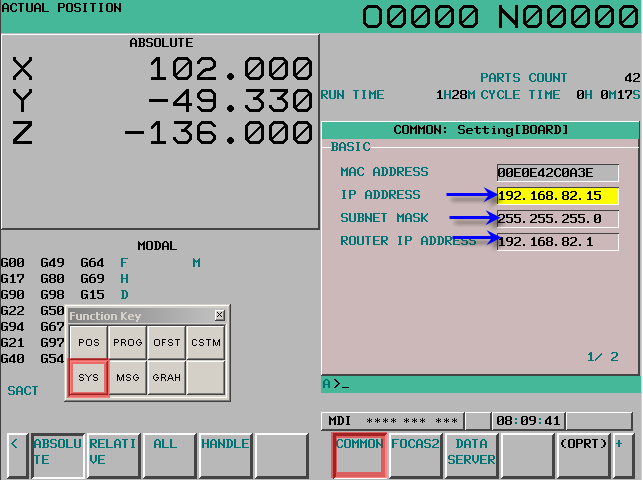 ACTUAL POSITION
O0000 N00000
ABSOLUTE
X 102.000
Y -49.330
Z -136.000
PARTS COUNT 42
RUN TIME 1H28M CYCLE TIME 0H 0M17S
COMMON: Setting[BOARD]
BASIC
MAC ADDRESS 00E0E42C0A3E
IP ADDRESS 192.168.82.15
SUBNET MASK 255.255.255.0
ROUTER IP ADDRESS 192.168.82.1
1/ 2
MODAL
G00 G49 G64 F M
G17 G80 G69 H
G90 G98 G15 D
G22 G50
G94 G67
G21 G97
G40 G54
SACT
Function Key
POS PROG OFST CSTM
SYS MSG GRAH
A>_
MDI **** *** *** 08:09:41
< ABSOLUTE RELATIVE ALL HANDLE
COMMON FOCAS2 DATA SERVER (OPRT) +